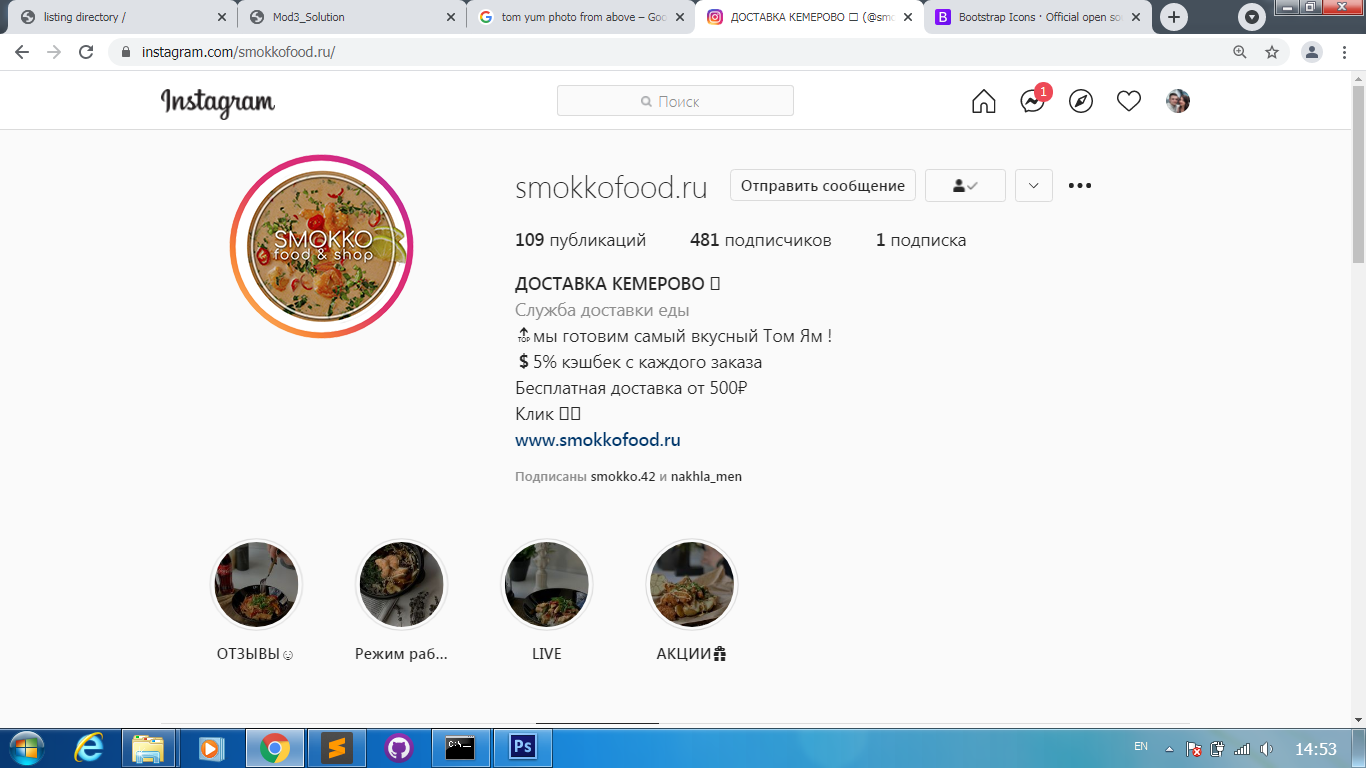 listing directory /
Mod3_Solution
tom yum photo from above – Goo
ДОСТАВКА КЕМЕРОВО (@smo
Bootstrap Icons · Official open so
instagram.com/smokkofood.ru/
Instagram
Поиск
1
SMOKKO
food & shop
smokkofood.ru
Отправить сообщение
109 публикаций
481 подписчиков
1 подписка
ДОСТАВКА КЕМЕРОВО
Служба доставки еды
🔝мы готовим самый вкусный Том Ям !
💲5% кэшбек с каждого заказа
Бесплатная доставка от 500₽
Клик
www.smokkofood.ru
Подписаны smokko.42 и nakhla_men
ОТЗЫВЫ☺
Режим раб...
LIVE
АКЦИИ🎁
C:\
Ps
EN
14:53